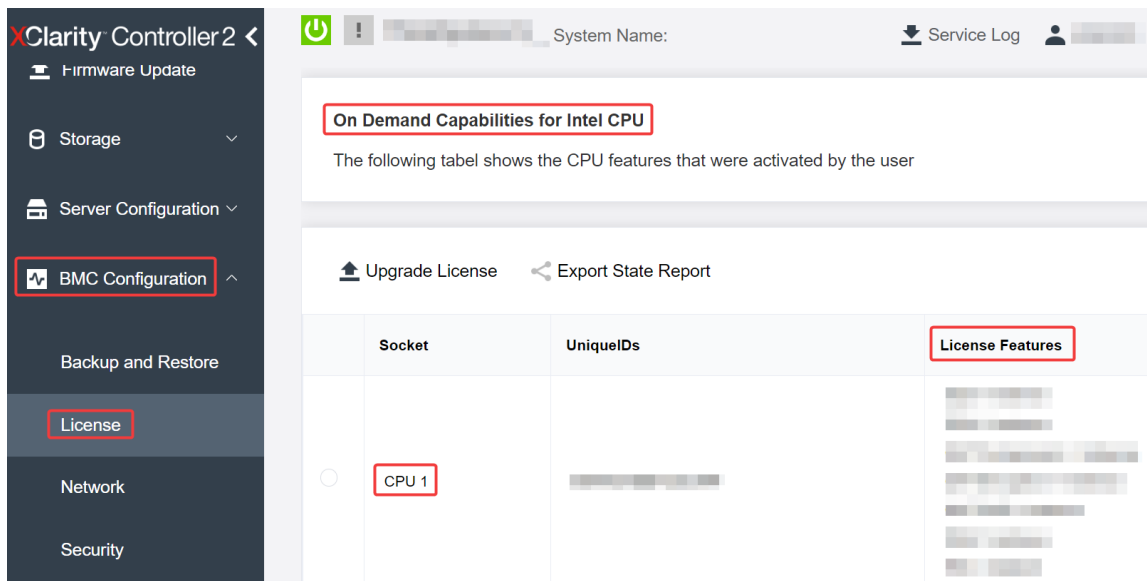 XClarity Controller 2
Firmware Update
Storage
Server Configuration
BMC Configuration
Backup and Restore
License
Network
Security
System Name:
Service Log
On Demand Capabilities for Intel CPU
The following tabel shows the CPU features that were activated by the user
Upgrade License
Export State Report
Socket
UniqueIDs
License Features
CPU 1